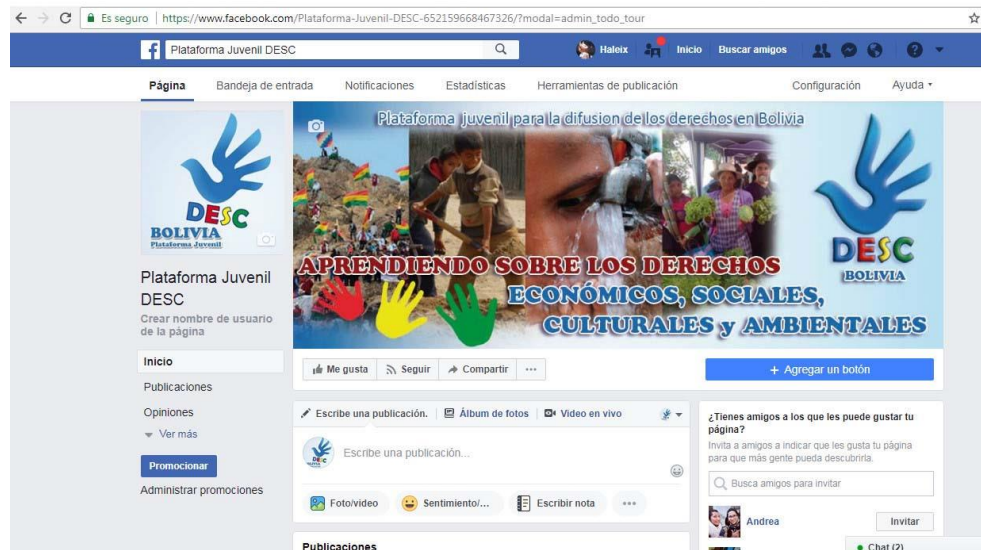 Es seguro | https://www.facebook.com/Plataforma-Juvenil-DESC-652159668467326/?modal=admin_todo_tour
Plataforma Juvenil DESC
Haleix
Inicio
Buscar amigos
Página
Bandeja de entrada
Notificaciones
Estadísticas
Herramientas de publicación
Configuración
Ayuda
DESC
BOLIVIA
Plataforma Juvenil
Plataforma juvenil para la difusion de los derechos en Bolivia
APRENDIENDO SOBRE LOS DERECHOS
ECONÓMICOS, SOCIALES,
CULTURALES y AMBIENTALES
DESC
BOLIVIA
Plataforma Juvenil
DESC
Crear nombre de usuario
de la página
Inicio
Publicaciones
Opiniones
Ver más
Promocionar
Administrar promociones
Me gusta
Seguir
Compartir
+ Agregar un botón
Escribe una publicación.
Álbum de fotos
Video en vivo
DESC
Escribe una publicación...
Foto/video
Sentimiento/...
Escribir nota
Publicaciones
¿Tienes amigos a los que les puede gustar tu
página?
Invita a amigos a indicar que les gusta tu página
para que más gente pueda descubrirla.
Busca amigos para invitar
Andrea
Invitar
Chat (2)